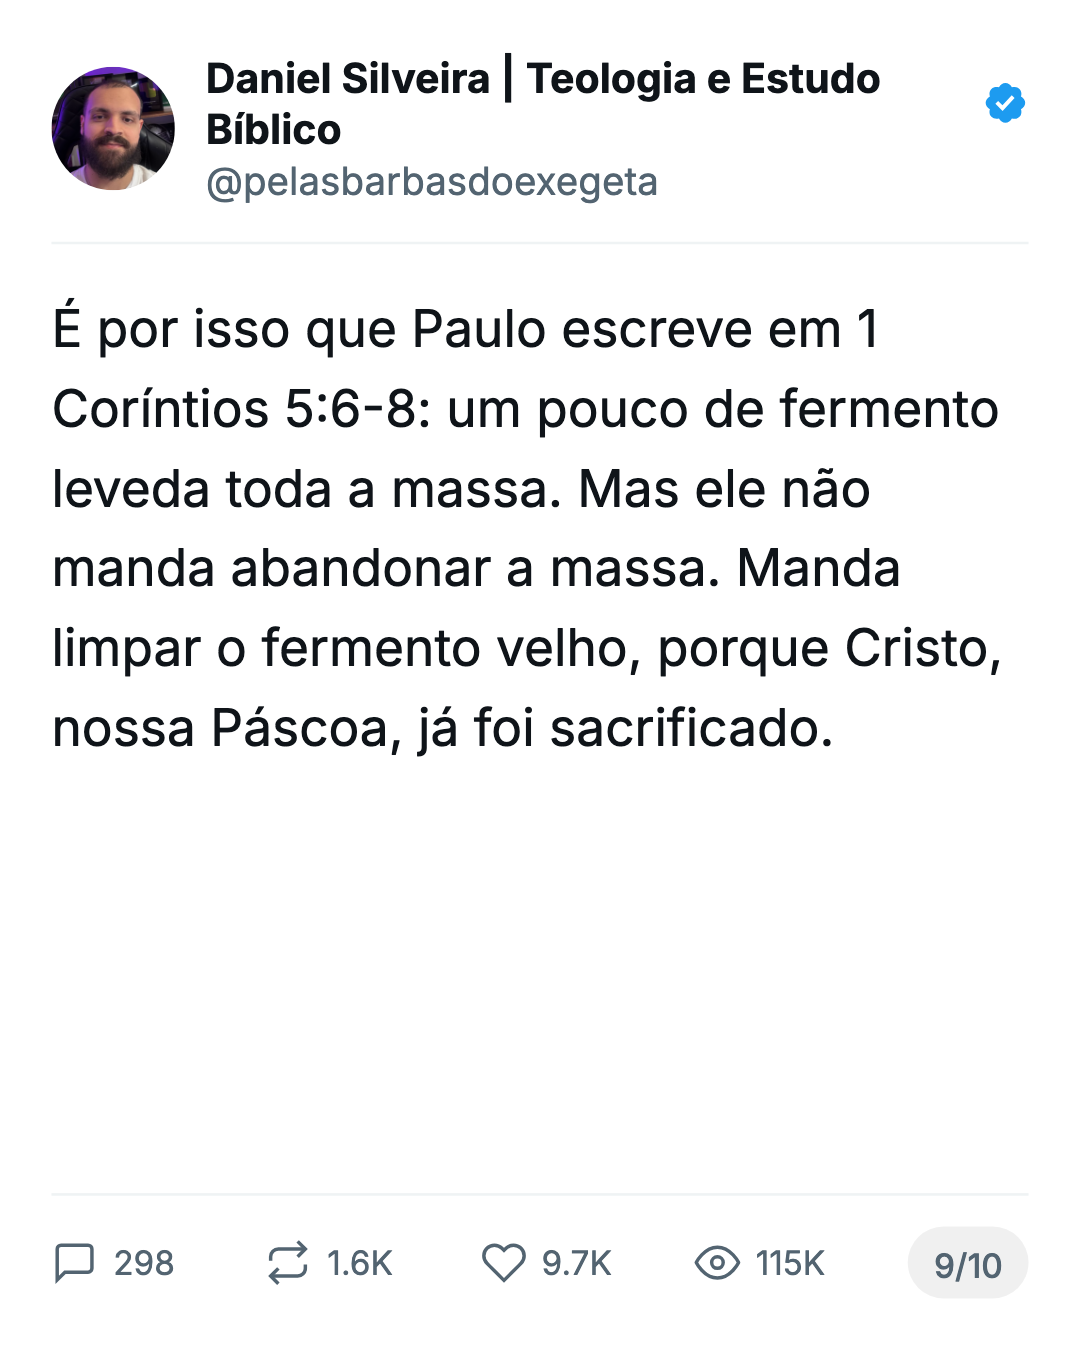 Daniel Silveira | Teologia e Estudo
Bíblico
@pelasbarbasdoexegeta
É por isso que Paulo escreve em 1
Coríntios 5:6-8: um pouco de fermento
leveda toda a massa. Mas ele não
manda abandonar a massa. Manda
limpar o fermento velho, porque Cristo,
nossa Páscoa, já foi sacrificado.
298 1.6K 9.7K 115K 9/10